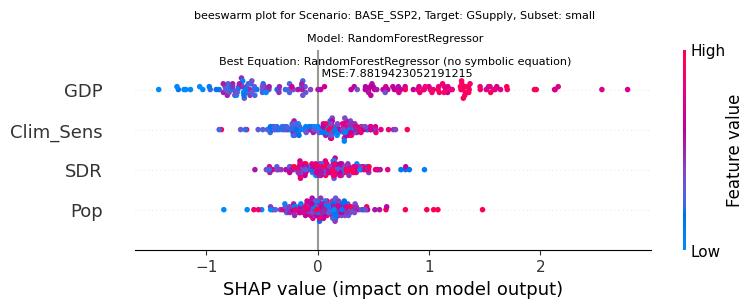 beeswarm plot for Scenario: BASE_SSP2, Target: GSupply, Subset: small
Model: RandomForestRegressor
Best Equation: RandomForestRegressor (no symbolic equation)
MSE:7.8819423052191215
High
GDP
Clim_Sens
SDR
Pop
Feature value
Low
−1
0
1
2
SHAP value (impact on model output)